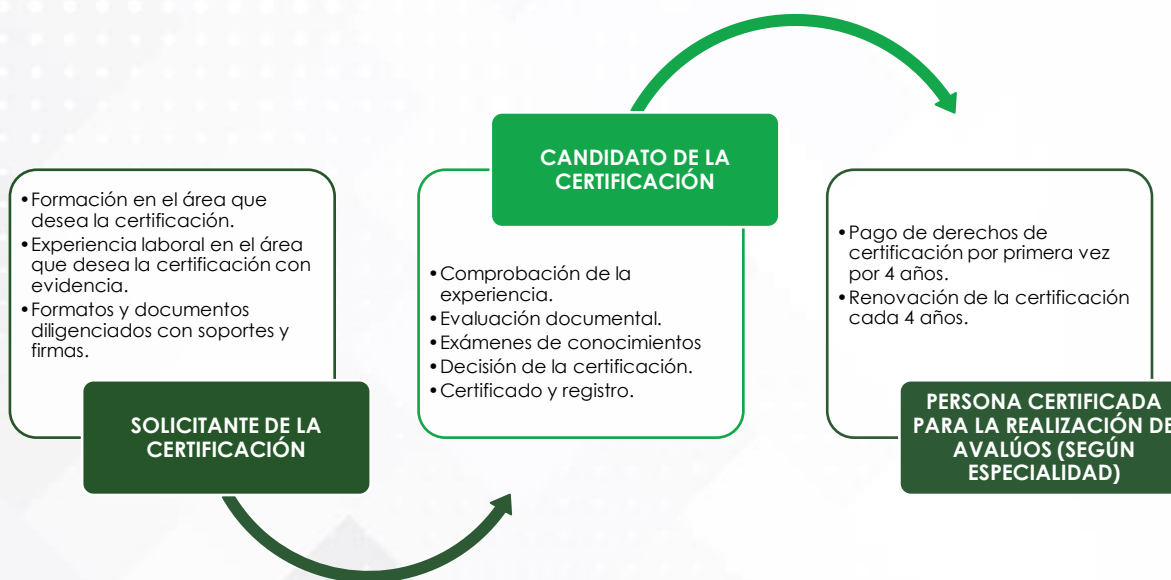 •Formación en el área que
desea la certificación.
•Experiencia laboral en el área
que desea la certificación con
evidencia.
•Formatos y documentos
diligenciados con soportes y
firmas.
SOLICITANTE DE LA
CERTIFICACIÓN
CANDIDATO DE LA
CERTIFICACIÓN
•Comprobación de la
experiencia.
•Evaluación documental.
•Exámenes de conocimientos
•Decisión de la certificación.
•Certificado y registro.
•Pago de derechos de
certificación por primera vez
por 4 años.
•Renovación de la certificación
cada 4 años.
PERSONA CERTIFICADA
PARA LA REALIZACIÓN DE
AVALÚOS (SEGÚN
ESPECIALIDAD)